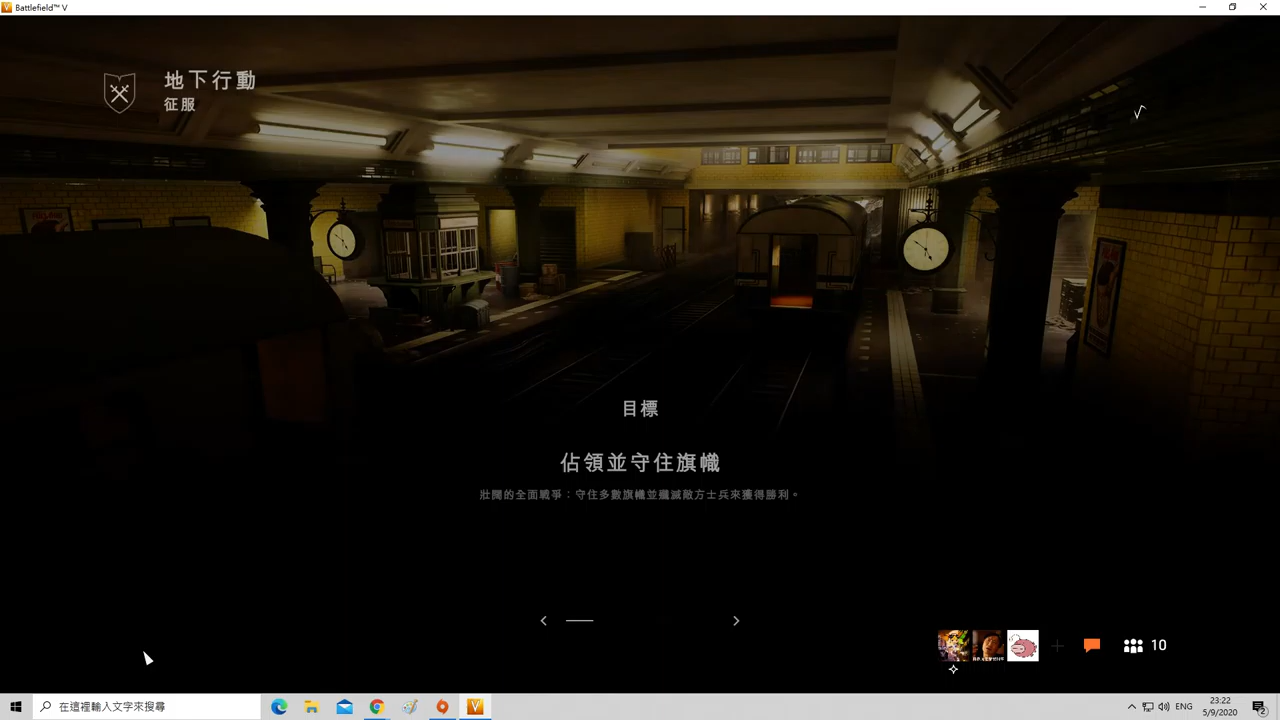 Battlefield™ V
地下行動
征服
目標
佔領並守住旗幟
壯闊的全面戰爭：守住多數旗幟並殲滅敵方士兵來獲得勝利。
10
在這裡輸入文字來搜尋
ENG
23:22
5/9/2020
2